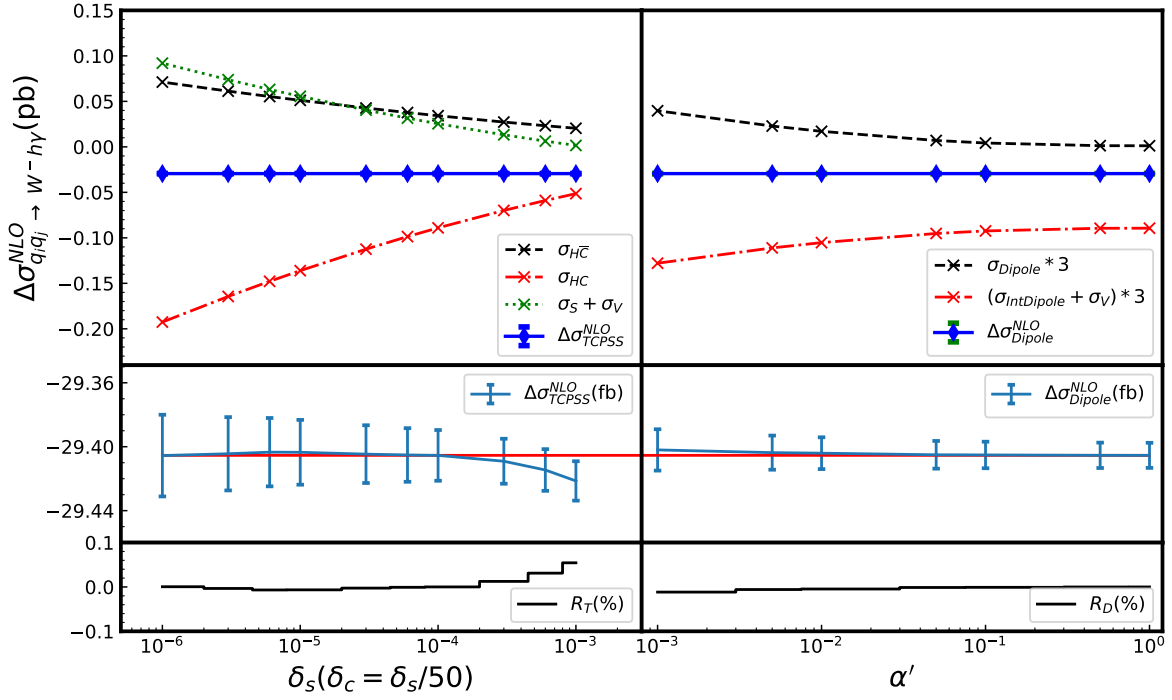 Δσ^{NLO}_{q_iq_j → W^-hγ}(pb)
0.15
0.10
0.05
0.00
−0.05
−0.10
−0.15
−0.20
σ_{HC̅}
σ_{HC}
σ_S + σ_V
Δσ^{NLO}_{TCPSS}
σ_{Dipole} * 3
(σ_{IntDipole} + σ_V) * 3
Δσ^{NLO}_{Dipole}
−29.36
−29.40
−29.44
Δσ^{NLO}_{TCPSS}(fb)
Δσ^{NLO}_{Dipole}(fb)
0.1
0.0
−0.1
R_T(%)
R_D(%)
10^{−6} 10^{−5} 10^{−4} 10^{−3}
10^{−3} 10^{−2} 10^{−1} 10^{0}
δ_s(δ_c = δ_s/50)
α′